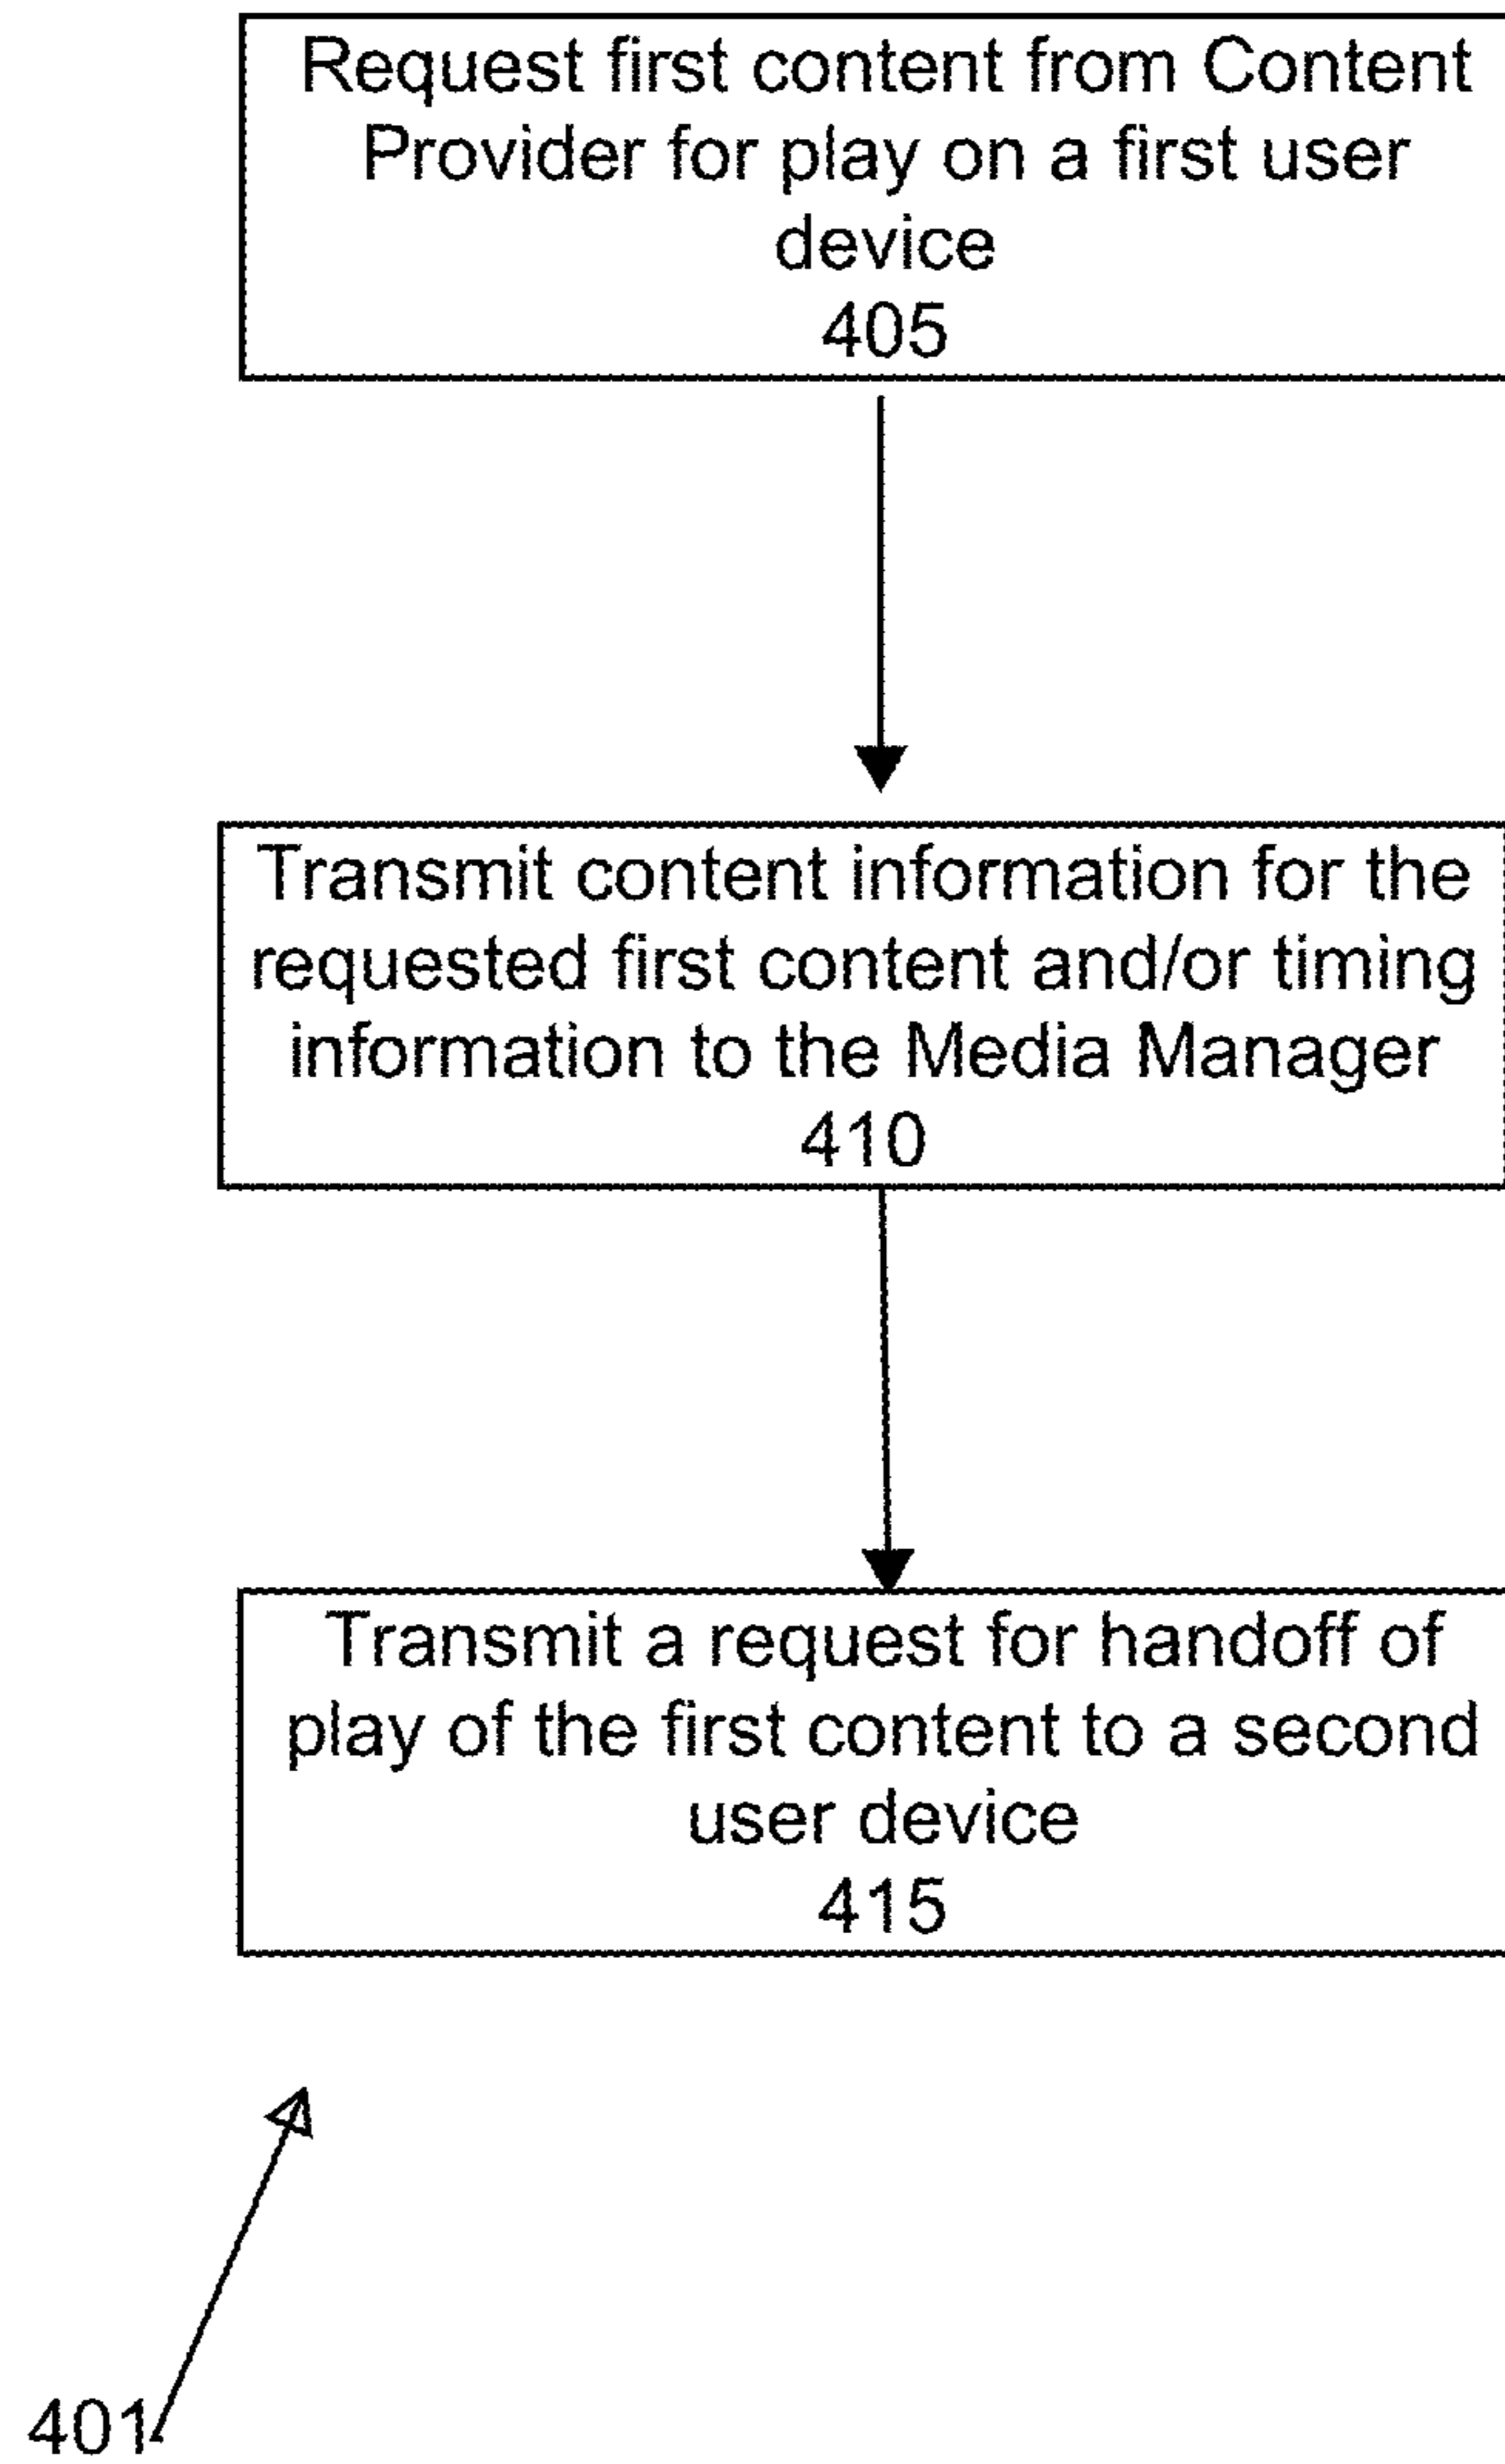 Request first content from Content
Provider for play on a first user
device
405
Transmit content information for the
requested first content and/or timing
information to the Media Manager
410
Transmit a request for handoff of
play of the first content to a second
user device
415
401